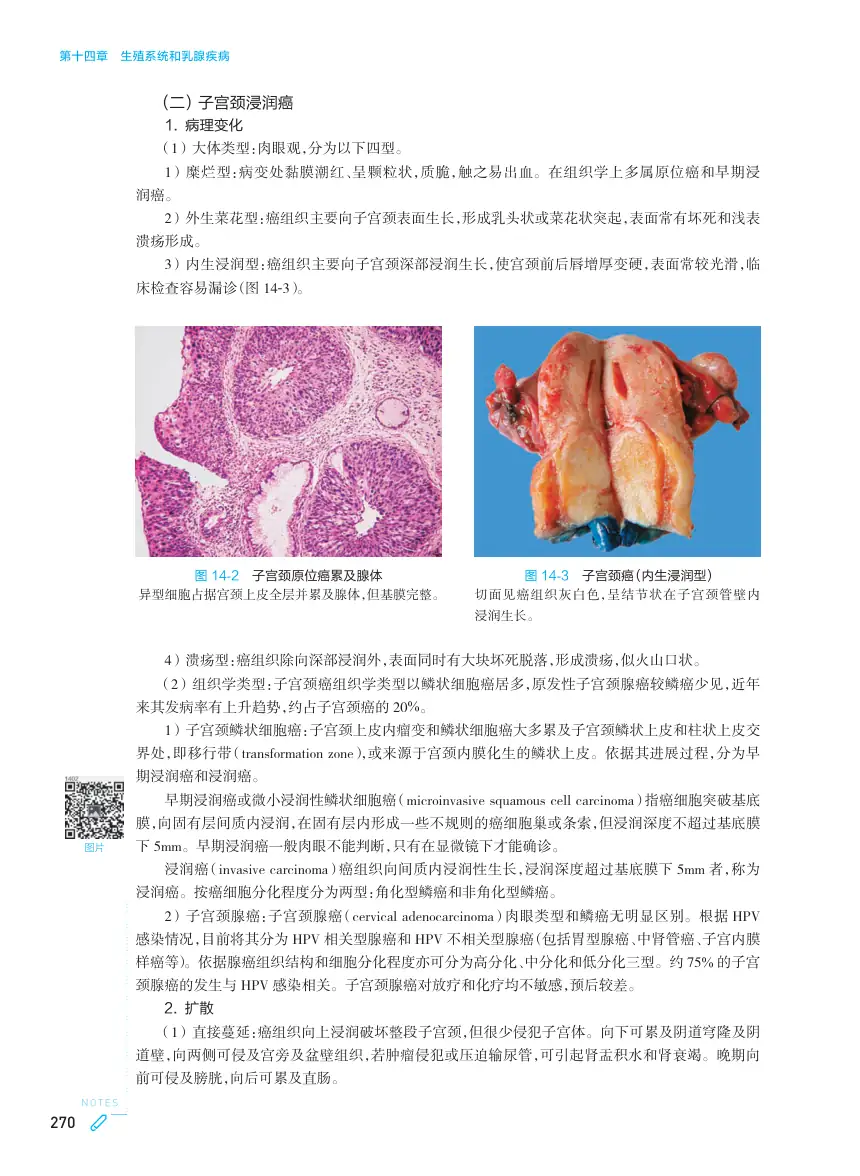 第十四章　生殖系统和乳腺疾病
（二）子宫颈浸润癌
1. 病理变化
（1）大体类型:肉眼观,分为以下四型。
1）糜烂型:病变处黏膜潮红、呈颗粒状,质脆,触之易出血。在组织学上多属原位癌和早期浸
润癌。
2）外生菜花型:癌组织主要向子宫颈表面生长,形成乳头状或菜花状突起,表面常有坏死和浅表
溃疡形成。
3）内生浸润型:癌组织主要向子宫颈深部浸润生长,使宫颈前后唇增厚变硬,表面常较光滑,临
床检查容易漏诊(图 14-3)。
图 14-2　子宫颈原位癌累及腺体
异型细胞占据宫颈上皮全层并累及腺体,但基膜完整。
图 14-3　子宫颈癌（内生浸润型）
切面见癌组织灰白色,呈结节状在子宫颈管壁内
浸润生长。
4）溃疡型:癌组织除向深部浸润外,表面同时有大块坏死脱落,形成溃疡,似火山口状。
（2）组织学类型:子宫颈癌组织学类型以鳞状细胞癌居多,原发性子宫颈腺癌较鳞癌少见,近年
来其发病率有上升趋势,约占子宫颈癌的 20%。
1）子宫颈鳞状细胞癌:子宫颈上皮内瘤变和鳞状细胞癌大多累及子宫颈鳞状上皮和柱状上皮交
界处,即移行带（transformation zone）,或来源于宫颈内膜化生的鳞状上皮。依据其进展过程,分为早
期浸润癌和浸润癌。
1402
图片
早期浸润癌或微小浸润性鳞状细胞癌（microinvasive squamous cell carcinoma）指癌细胞突破基底
膜,向固有层间质内浸润,在固有层内形成一些不规则的癌细胞巢或条索,但浸润深度不超过基底膜
下 5mm。早期浸润癌一般肉眼不能判断,只有在显微镜下才能确诊。
浸润癌（invasive carcinoma）癌组织向间质内浸润性生长,浸润深度超过基底膜下 5mm 者,称为
浸润癌。按癌细胞分化程度分为两型:角化型鳞癌和非角化型鳞癌。
2）子宫颈腺癌:子宫颈腺癌（cervical adenocarcinoma）肉眼类型和鳞癌无明显区别。根据 HPV
感染情况,目前将其分为 HPV 相关型腺癌和 HPV 不相关型腺癌（包括胃型腺癌、中肾管癌、子宫内膜
样癌等）。依据腺癌组织结构和细胞分化程度亦可分为高分化、中分化和低分化三型。约 75% 的子宫
颈腺癌的发生与 HPV 感染相关。子宫颈腺癌对放疗和化疗均不敏感,预后较差。
2. 扩散
（1）直接蔓延:癌组织向上浸润破坏整段子宫颈,但很少侵犯子宫体。向下可累及阴道穹隆及阴
道壁,向两侧可侵及宫旁及盆壁组织,若肿瘤侵犯或压迫输尿管,可引起肾盂积水和肾衰竭。晚期向
前可侵及膀胱,向后可累及直肠。
NOTES
270